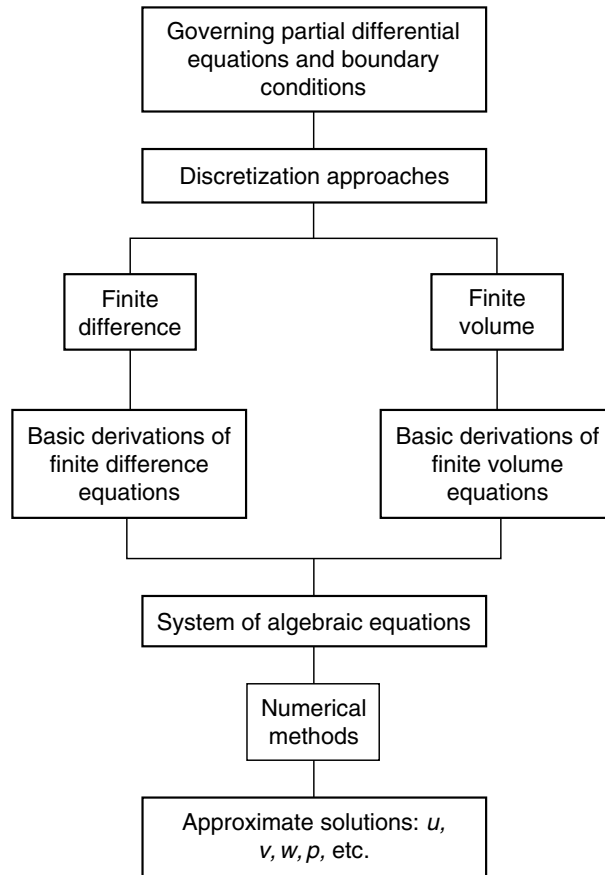 Governing partial differential
equations and boundary
conditions
Discretization approaches
Finite
difference
Finite
volume
Basic derivations of
finite difference
equations
Basic derivations of
finite volume
equations
System of algebraic equations
Numerical
methods
Approximate solutions: u,
v, w, p, etc.